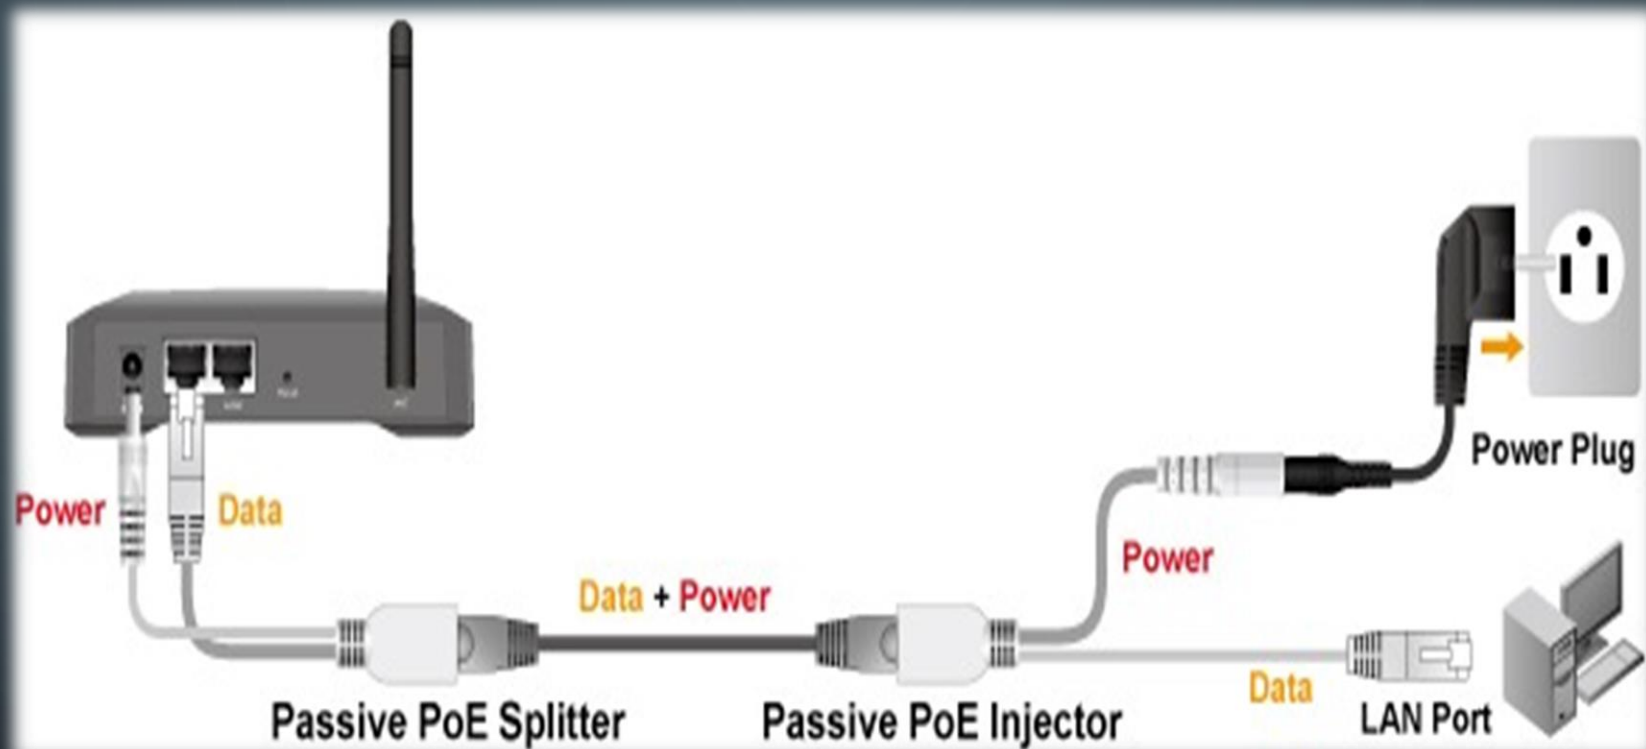 Power
Data
Data + Power
Passive PoE Splitter
Passive PoE Injector
Power
Data
LAN Port
Power Plug